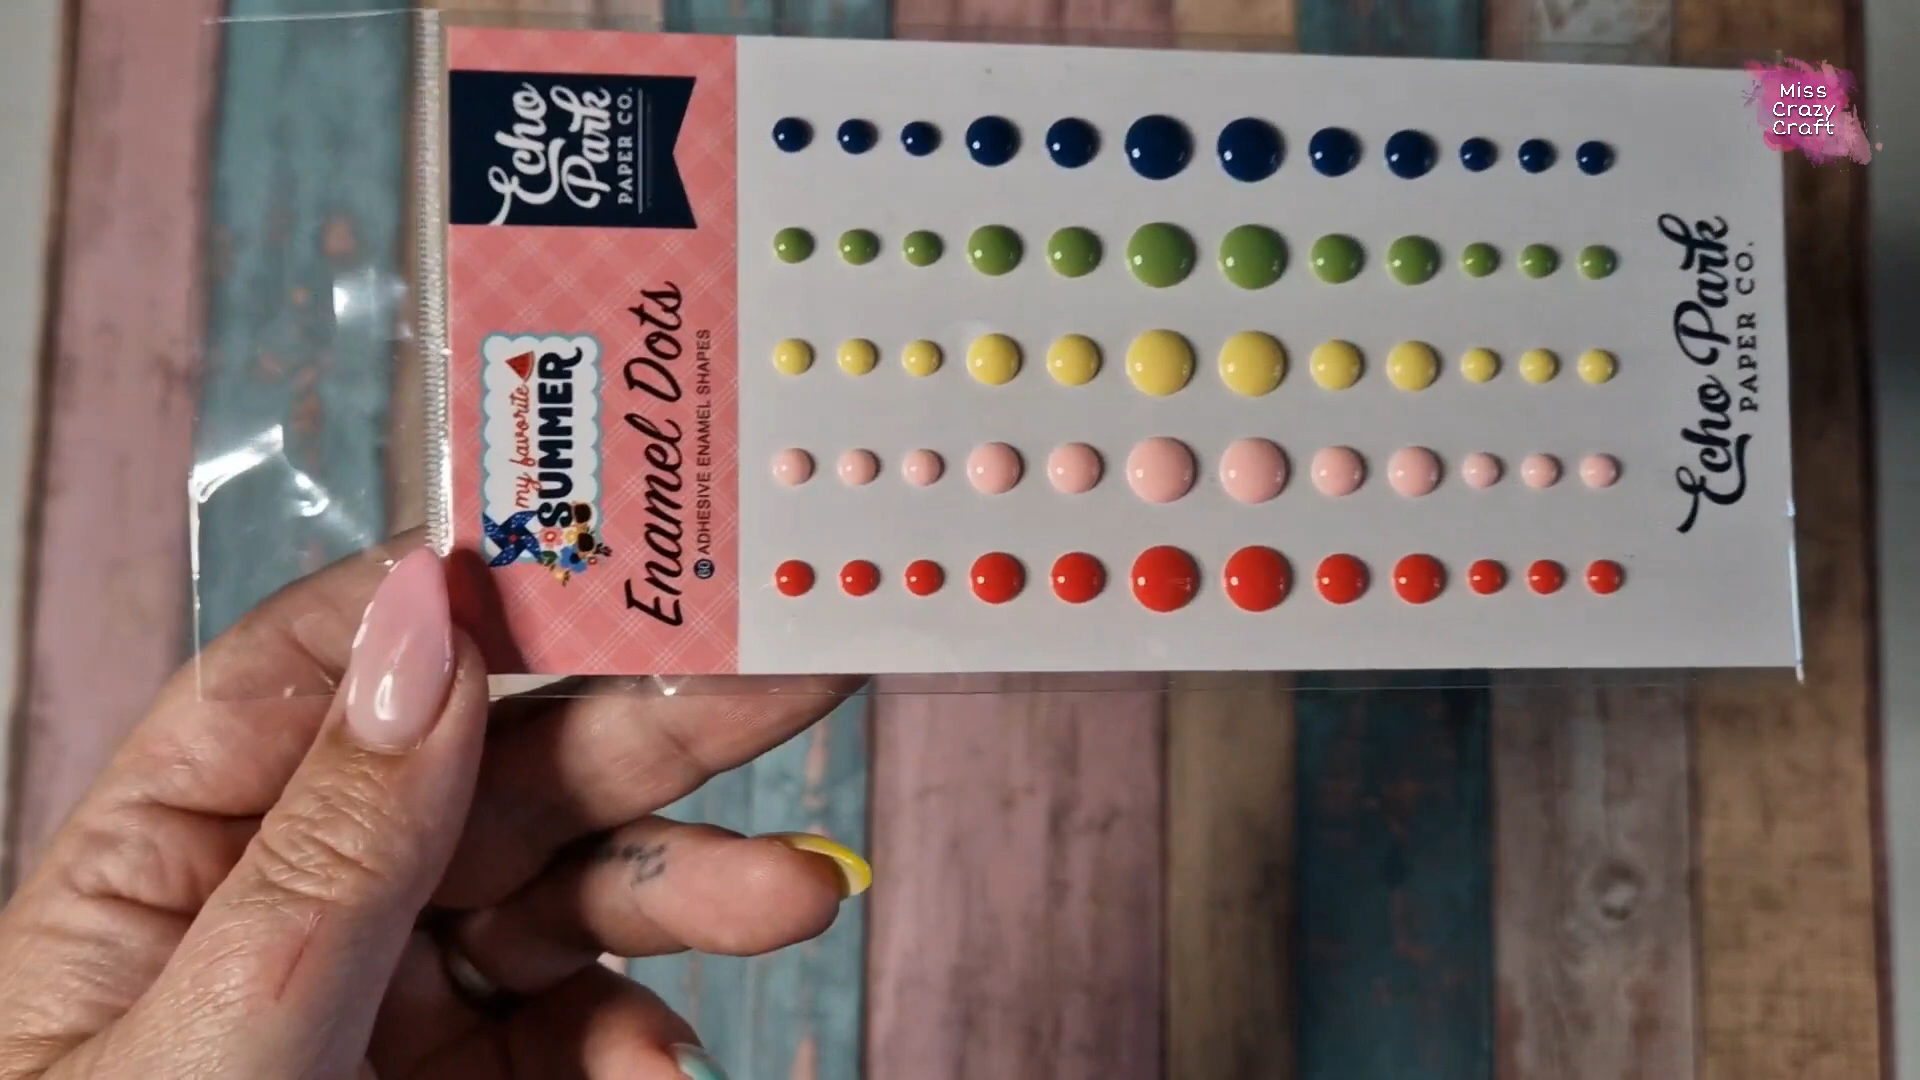 Echo
Park
PAPER CO.
my favorite
SUMMER
Enamel Dots
60 ADHESIVE ENAMEL SHAPES
Echo Park
PAPER CO.
Miss
Crazy
Craft